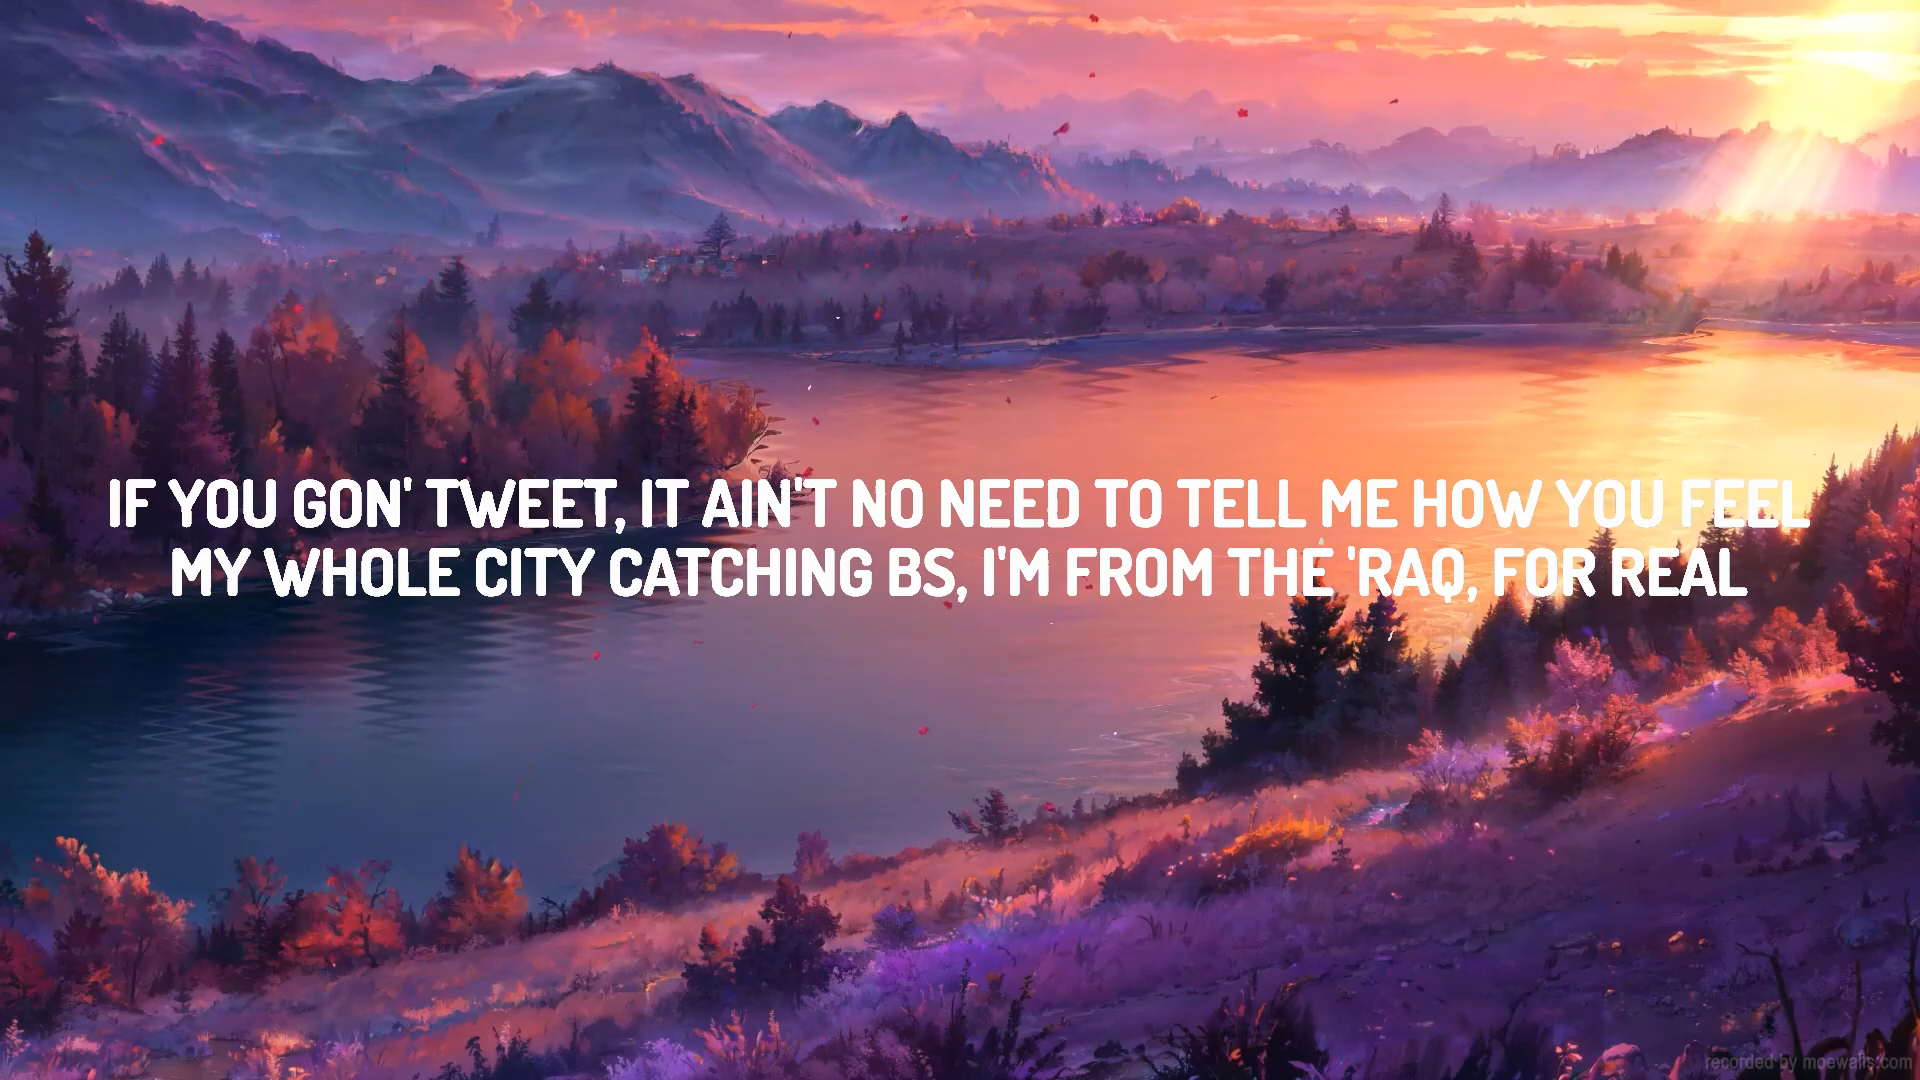 IF YOU GON' TWEET, IT AIN'T NO NEED TO TELL ME HOW YOU FEEL
MY WHOLE CITY CATCHING BS, I'M FROM THE 'RAQ, FOR REAL
recorded by moewalls.com